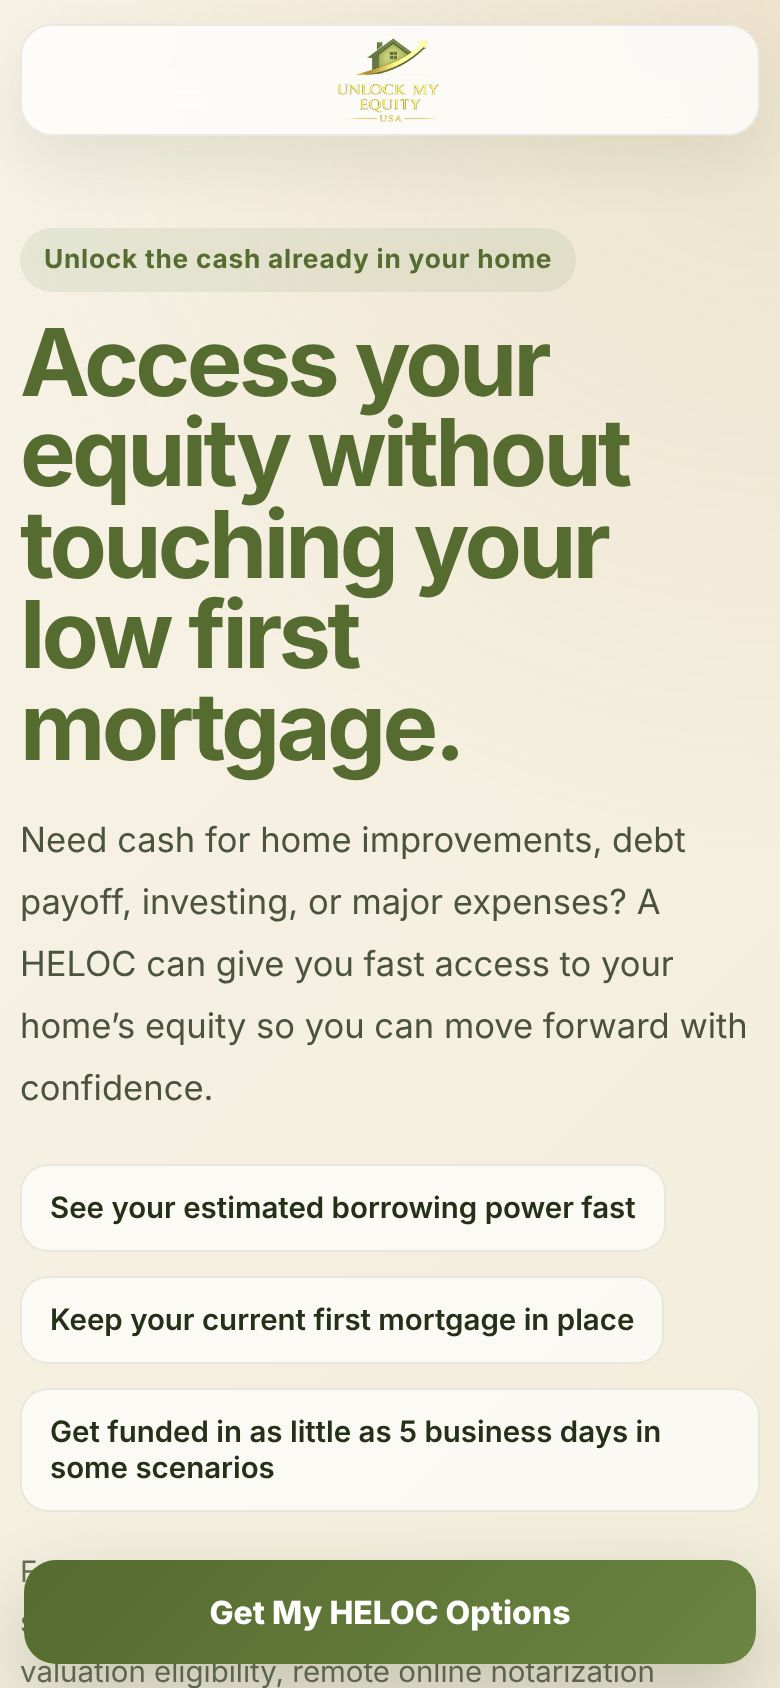 UNLOCK MY
EQUITY
USA
Unlock the cash already in your home
Access your
equity without
touching your
low first
mortgage.
Need cash for home improvements, debt
payoff, investing, or major expenses? A
HELOC can give you fast access to your
home’s equity so you can move forward with
confidence.
See your estimated borrowing power fast
Keep your current first mortgage in place
Get funded in as little as 5 business days in
some scenarios
Get My HELOC Options
valuation eligibility, remote online notarization